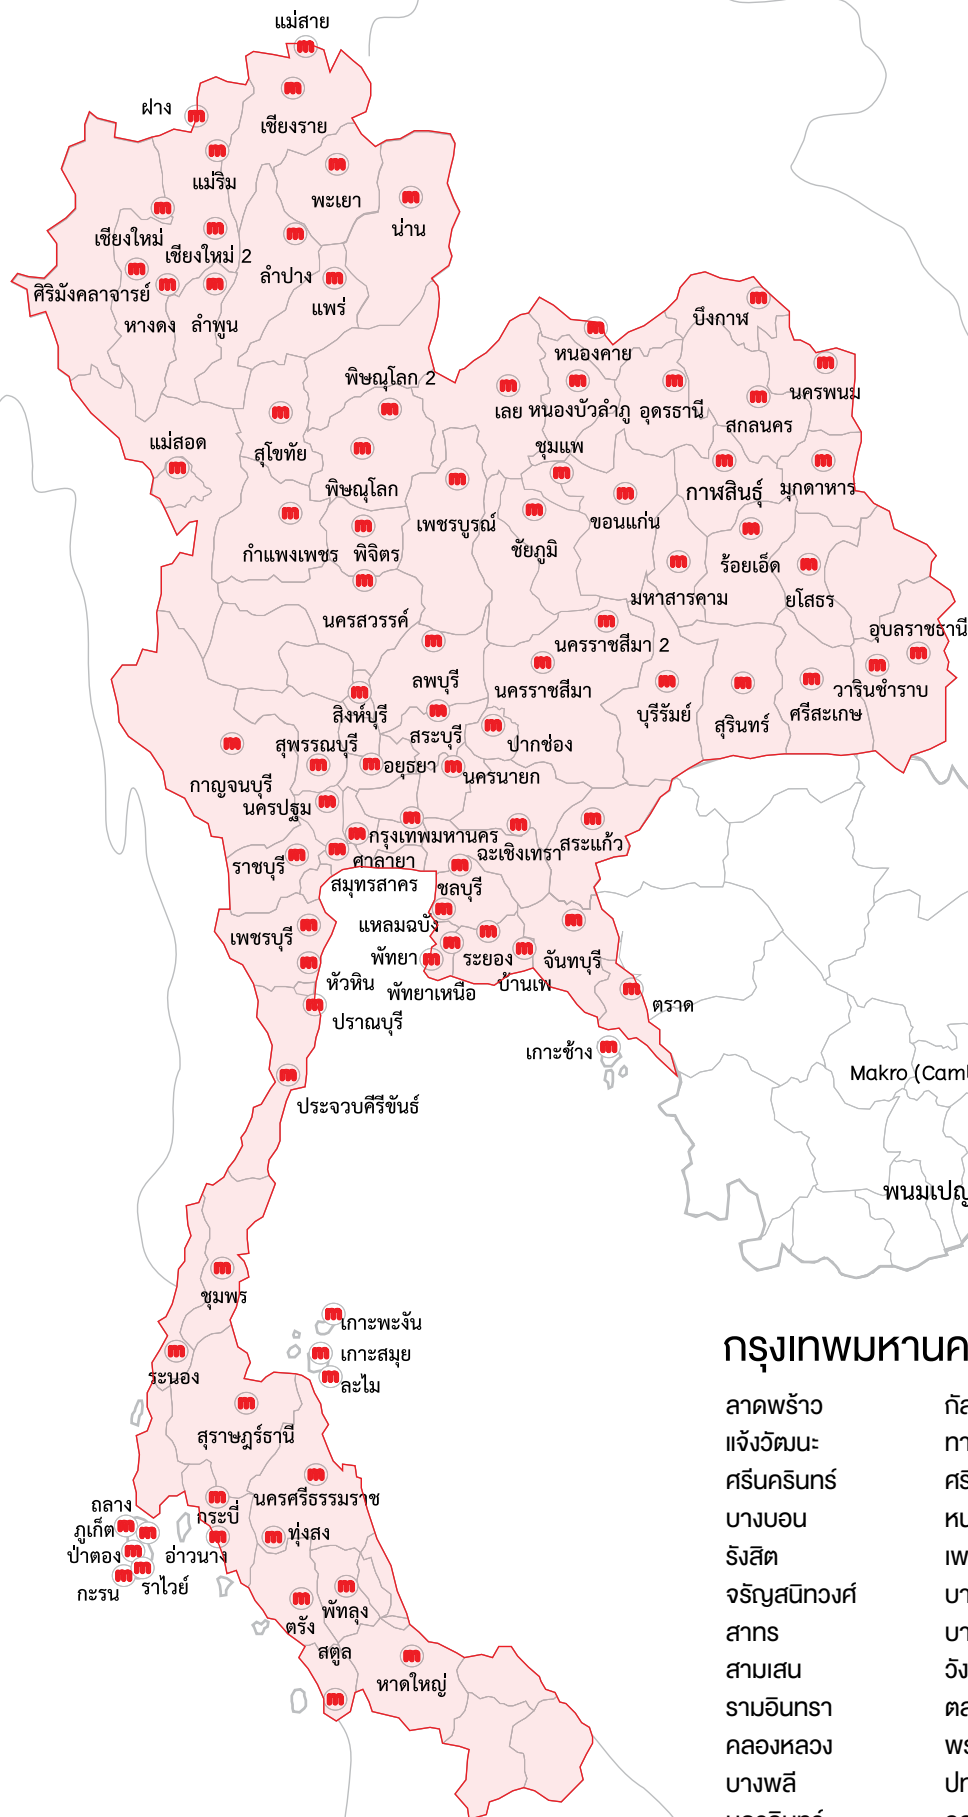 แม่สาย
ฝาง
เชียงราย
แม่ริม
พะเยา
น่าน
เชียงใหม่
เชียงใหม่ 2
ลำปาง
ศิริมังคลาจารย์
แพร่
หางดง
ลำพูน
บึงกาฬ
หนองคาย
พิษณุโลก 2
นครพนม
เลย
หนองบัวลำภู
อุดรธานี
สกลนคร
แม่สอด
สุโขทัย
ชุมแพ
พิษณุโลก
กาฬสินธุ์
มุกดาหาร
เพชรบูรณ์
ขอนแก่น
กำแพงเพชร
พิจิตร
ชัยภูมิ
ร้อยเอ็ด
มหาสารคาม
ยโสธร
นครสวรรค์
อุบลราชธานี
นครราชสีมา 2
ลพบุรี
นครราชสีมา
วารินชำราบ
สิงห์บุรี
บุรีรัมย์
สุรินทร์
ศรีสะเกษ
สุพรรณบุรี
สระบุรี
ปากช่อง
อยุธยา
นครนายก
กาญจนบุรี
นครปฐม
กรุงเทพมหานคร
ศาลายา
ฉะเชิงเทรา
สระแก้ว
ราชบุรี
สมุทรสาคร
ชลบุรี
แหลมฉบัง
เพชรบุรี
พัทยา
ระยอง
จันทบุรี
หัวหิน
พัทยาเหนือ
บ้านเพ
ตราด
ปราณบุรี
เกาะช้าง
Makro (Cam
ประจวบคีรีขันธ์
พนมเปญ
ชุมพร
เกาะพะงัน
กรุงเทพมหานค
เกาะสมุย
ระนอง
ละไม
ลาดพร้าว
สุราษฎร์ธานี
แจ้งวัฒนะ
ศรีนครินทร์
นครศรีธรรมราช
ถลาง
กระบี่
บางบอน
ภูเก็ต
ทุ่งสง
ป่าตอง
อ่าวนาง
รังสิต
กะรน
ราไวย์
จรัญสนิทวงศ์
พัทลุง
ตรัง
สาทร
สตูล
สามเสน
หาดใหญ่
รามอินทรา
คลองหลวง
บางพลี